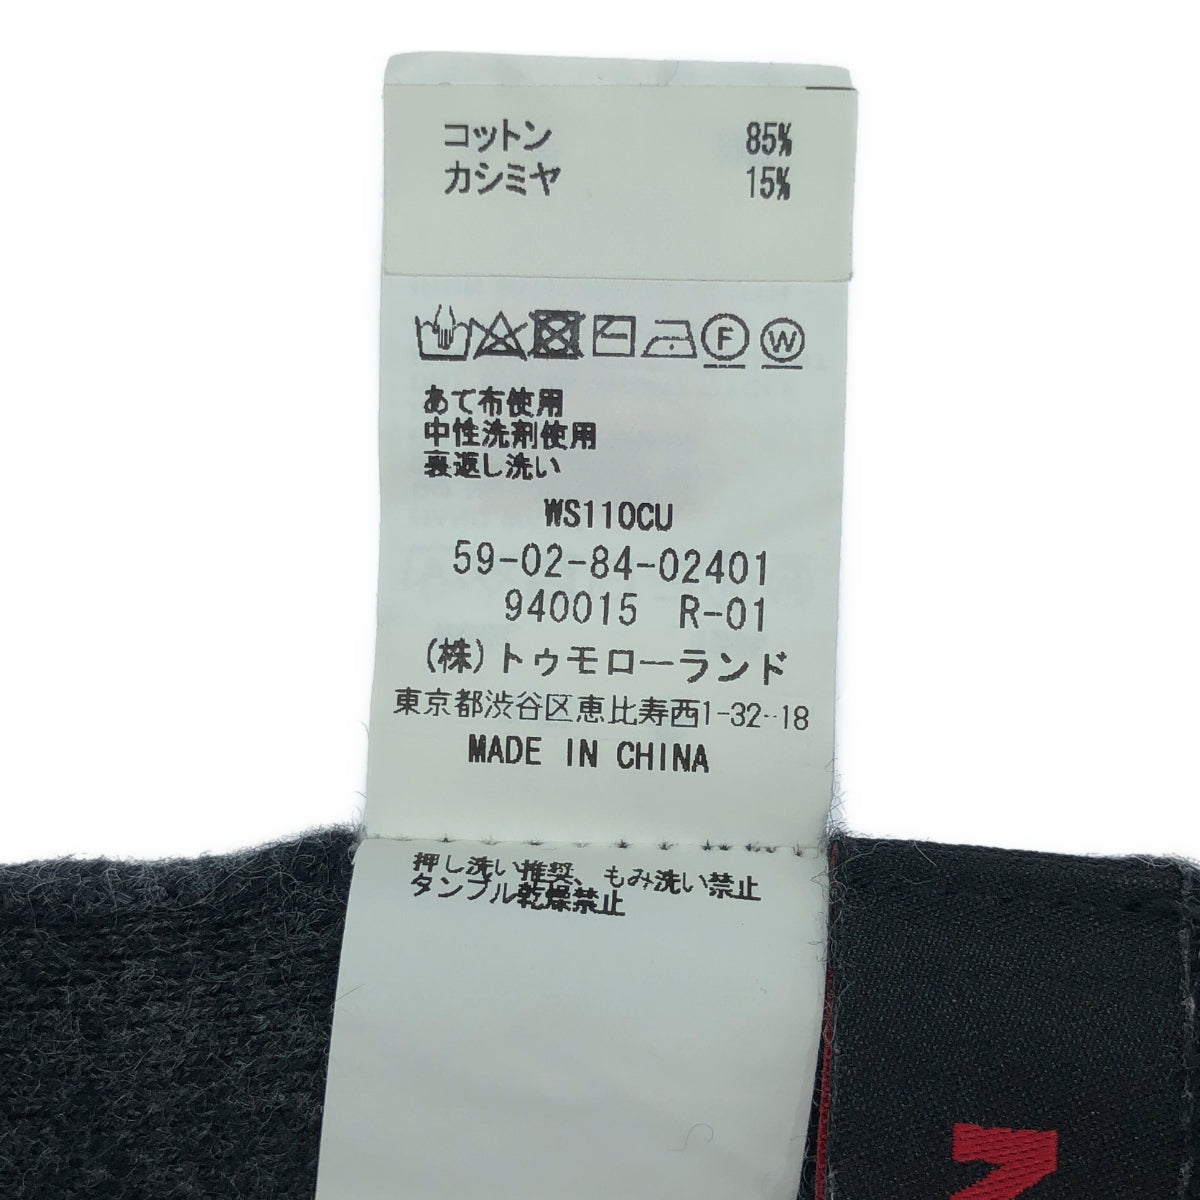 コットン 85%
カシミヤ 15%
F W
あて布使用
中性洗剤使用
裏返し洗い
WS110CU
59-02-84-02401
940015 R-01
(株)トゥモローランド
東京都渋谷区恵比寿西1-32-18
MADE IN CHINA
押し洗い推奨、もみ洗い禁止
タンブル乾燥禁止